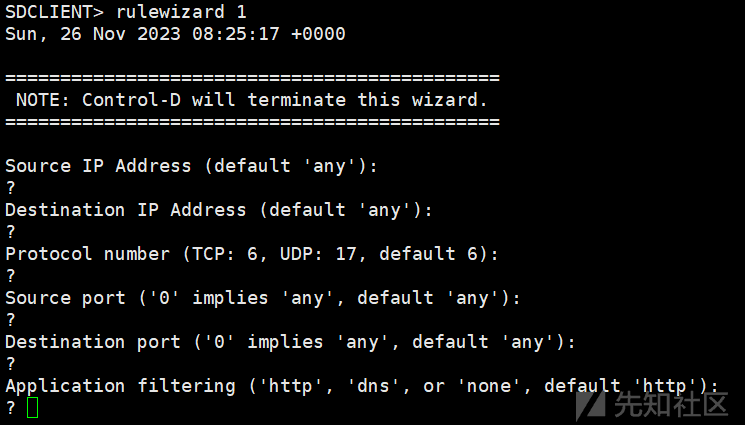 SDCLIENT> rulewizard 1
Sun, 26 Nov 2023 08:25:17 +0000
=============================================
NOTE: Control-D will terminate this wizard.
=============================================
Source IP Address (default 'any'):
?
Destination IP Address (default 'any'):
?
Protocol number (TCP: 6, UDP: 17, default 6):
?
Source port ('0' implies 'any', default 'any'):
?
Destination port ('0' implies 'any', default 'any'):
?
Application filtering ('http', 'dns', or 'none', default 'http'):
?
先知社区